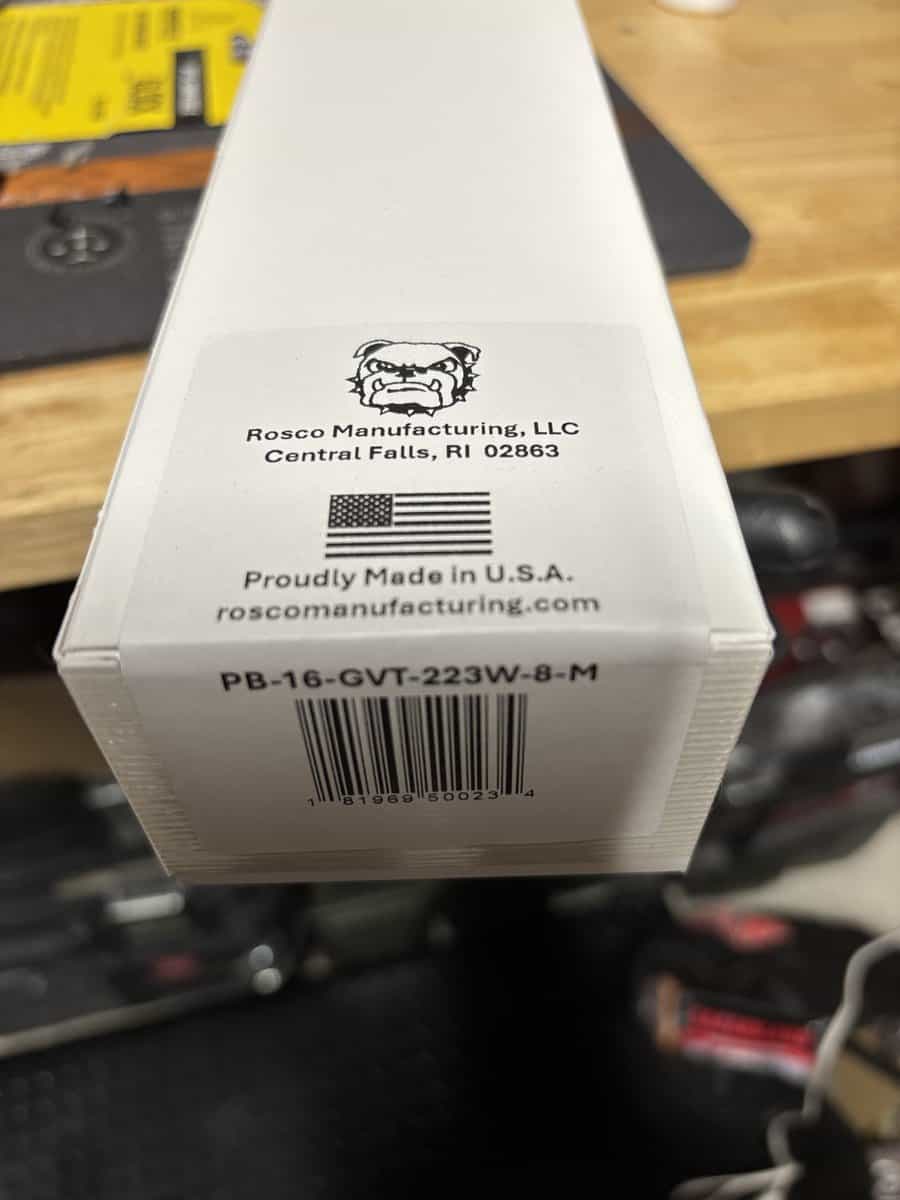 Rosco Manufacturing, LLC
Central Falls, RI 02863
Proudly Made in U.S.A.
roscomanufacturing.com
PB-16-GVT-223W-8-M
1 81969 50023 4